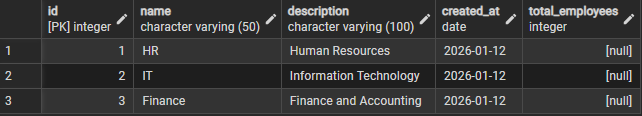 id name description created_at total_employees
[PK] integer character varying (50) character varying (100) date integer
1 1 HR Human Resources 2026-01-12 [null]
2 2 IT Information Technology 2026-01-12 [null]
3 3 Finance Finance and Accounting 2026-01-12 [null]